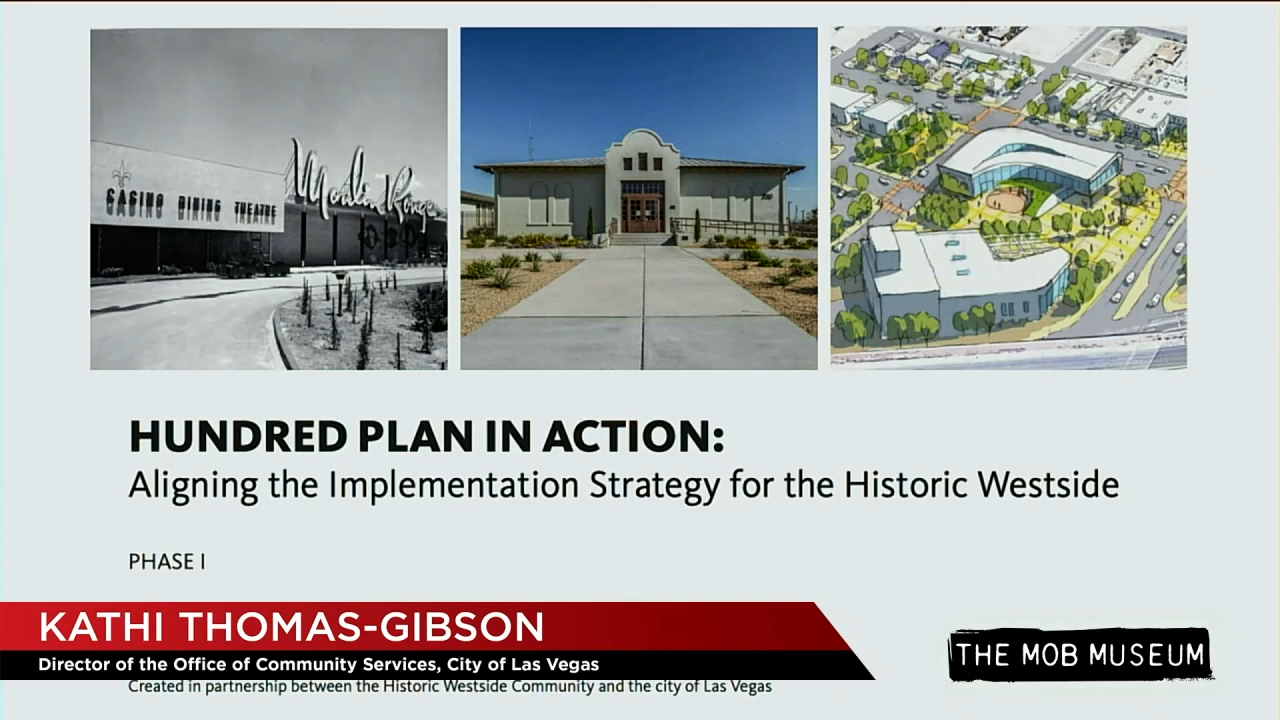 CASINO DINING THEATRE
Moulin Rouge
HUNDRED PLAN IN ACTION:
Aligning the Implementation Strategy for the Historic Westside
PHASE I
KATHI THOMAS-GIBSON
Director of the Office of Community Services, City of Las Vegas
Created in partnership between the Historic Westside Community and the city of Las Vegas
THE MOB MUSEUM